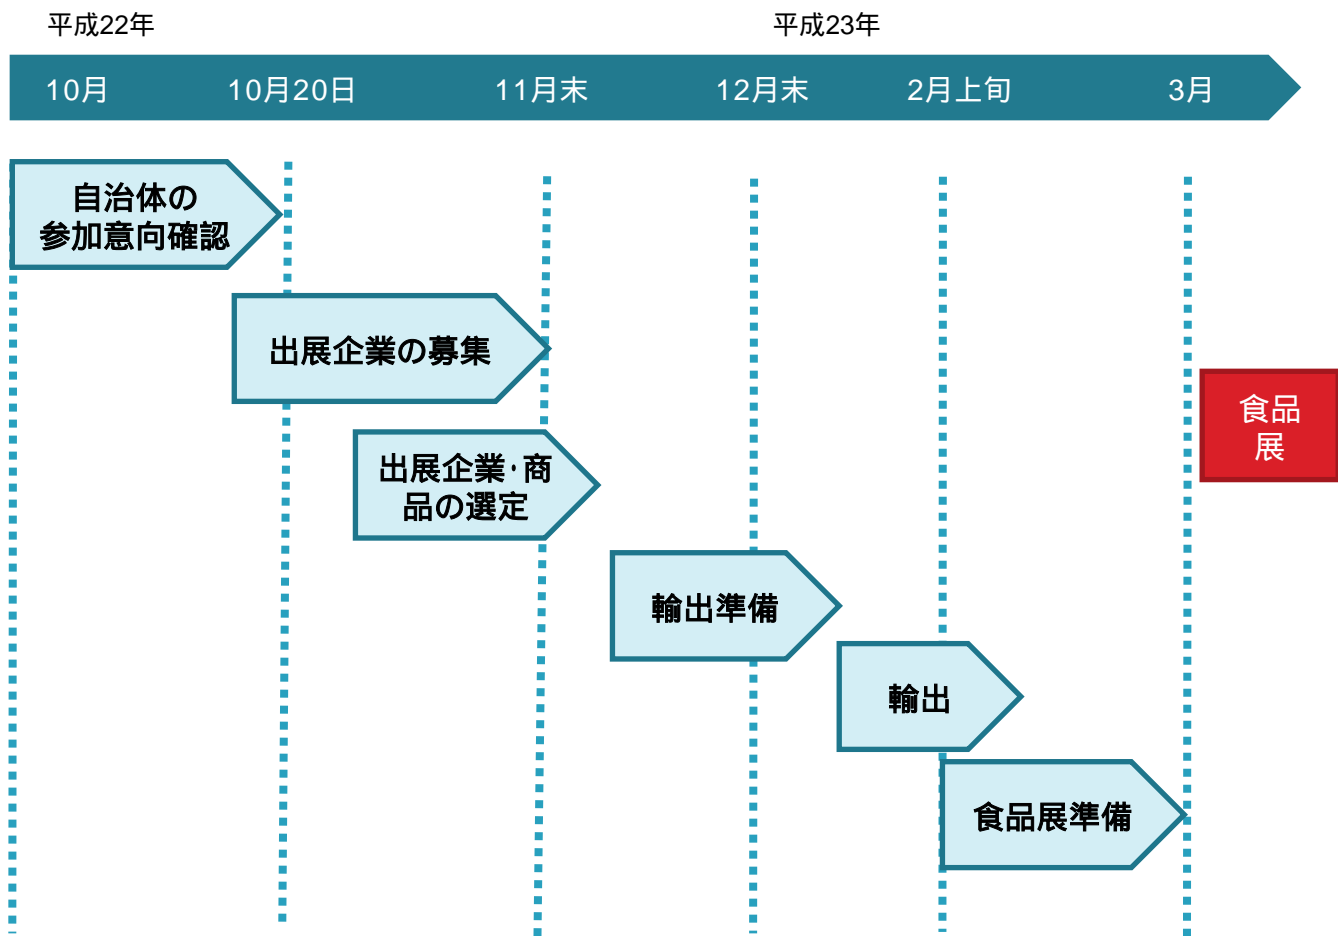 平成22年
平成23年
10月
10月20日
11月末
12月末
2月上旬
3月
自治体の
参加意向確認
出展企業の募集
食品
展
出展企業･商
品の選定
輸出準備
輸出
食品展準備